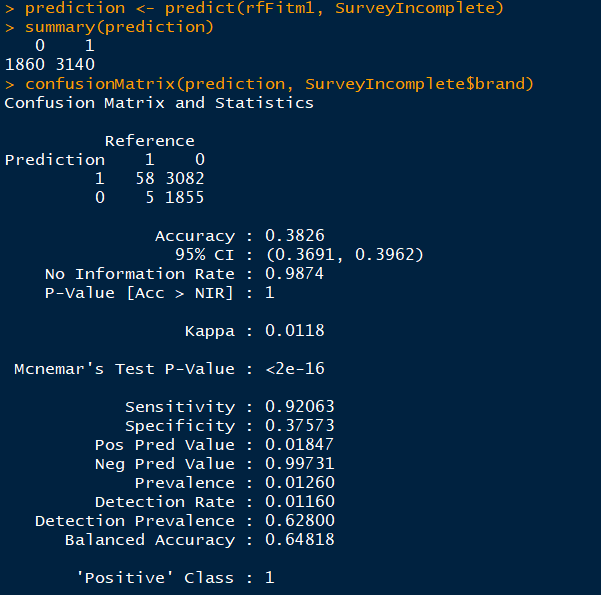 > prediction <- predict(rfFitm1, SurveyIncomplete)
> summary(prediction)
   0    1
1860 3140
> confusionMatrix(prediction, SurveyIncomplete$brand)
Confusion Matrix and Statistics
          Reference
Prediction    1    0
         1   58 3082
         0    5 1855
               Accuracy : 0.3826
                 95% CI : (0.3691, 0.3962)
    No Information Rate : 0.9874
    P-Value [Acc > NIR] : 1
                  Kappa : 0.0118
 Mcnemar's Test P-Value : <2e-16
            Sensitivity : 0.92063
            Specificity : 0.37573
         Pos Pred Value : 0.01847
         Neg Pred Value : 0.99731
             Prevalence : 0.01260
         Detection Rate : 0.01160
   Detection Prevalence : 0.62800
      Balanced Accuracy : 0.64818
       'Positive' Class : 1